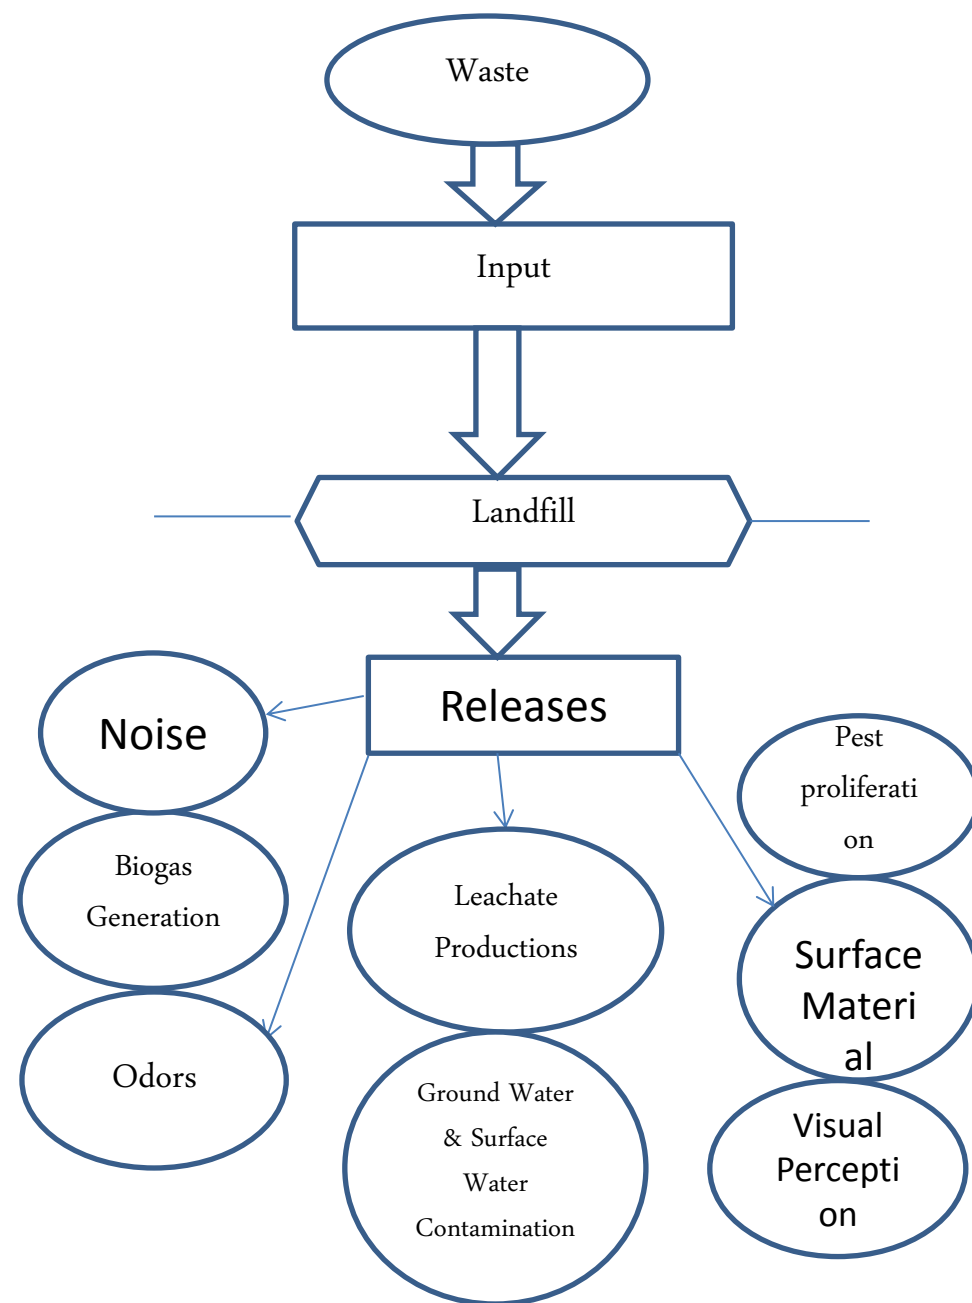 Waste
Input
Landfill
Releases
Noise
Biogas
Generation
Odors
Leachate
Productions
Ground Water
& Surface
Water
Contamination
Pest
proliferati
on
Surface
Materi
al
Visual
Percepti
on